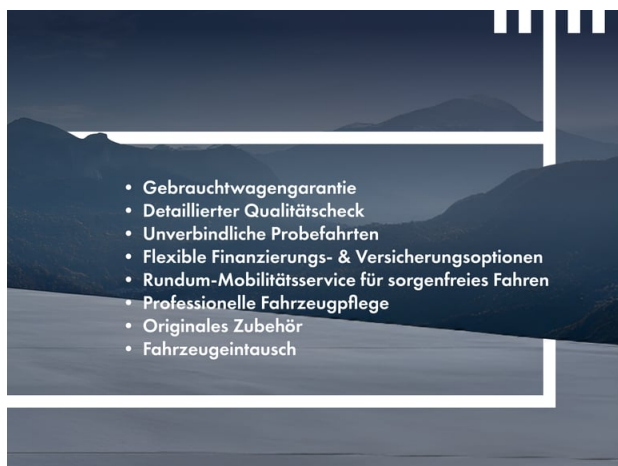 • Gebrauchtwagengarantie
• Detaillierter Qualitätscheck
• Unverbindliche Probefahrten
• Flexible Finanzierungs- & Versicherungsoptionen
• Rundum-Mobilitätsservice für sorgenfreies Fahren
• Professionelle Fahrzeugpflege
• Originales Zubehör
• Fahrzeugeintausch